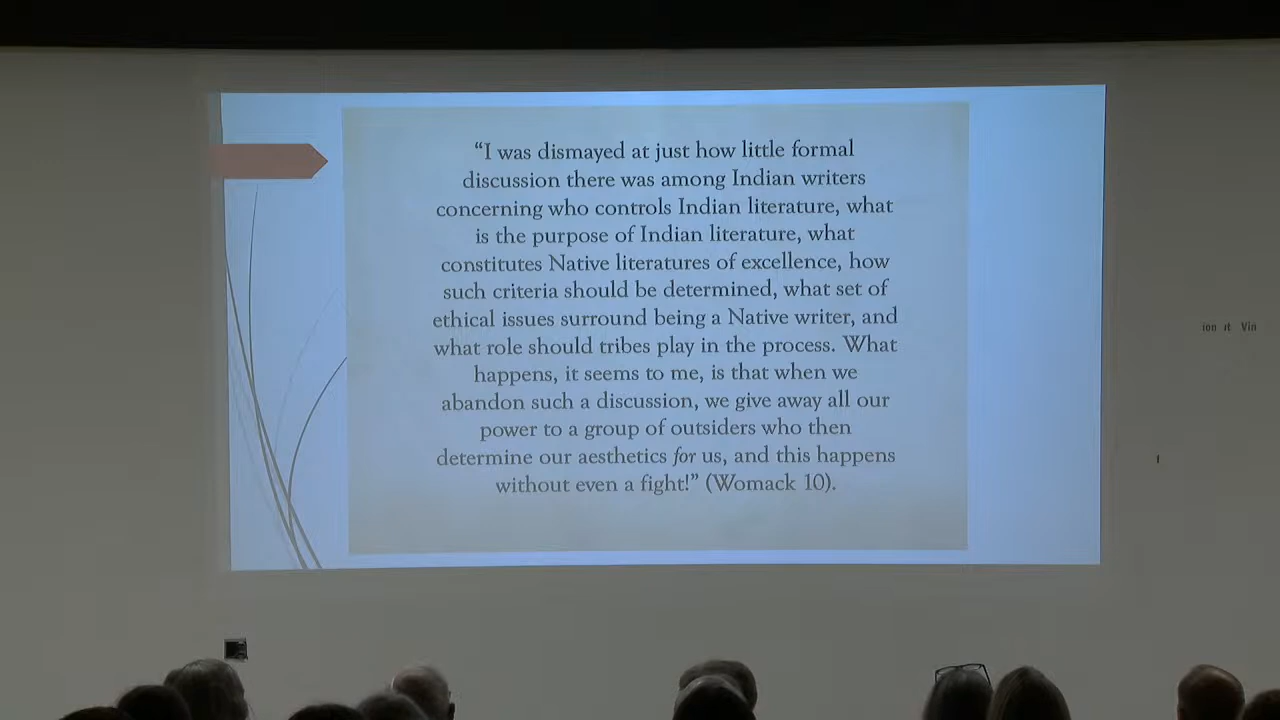 “I was dismayed at just how little formal
discussion there was among Indian writers
concerning who controls Indian literature, what
is the purpose of Indian literature, what
constitutes Native literatures of excellence, how
such criteria should be determined, what set of
ethical issues surround being a Native writer, and
what role should tribes play in the process. What
happens, it seems to me, is that when we
abandon such a discussion, we give away all our
power to a group of outsiders who then
determine our aesthetics for us, and this happens
without even a fight!” (Womack 10).